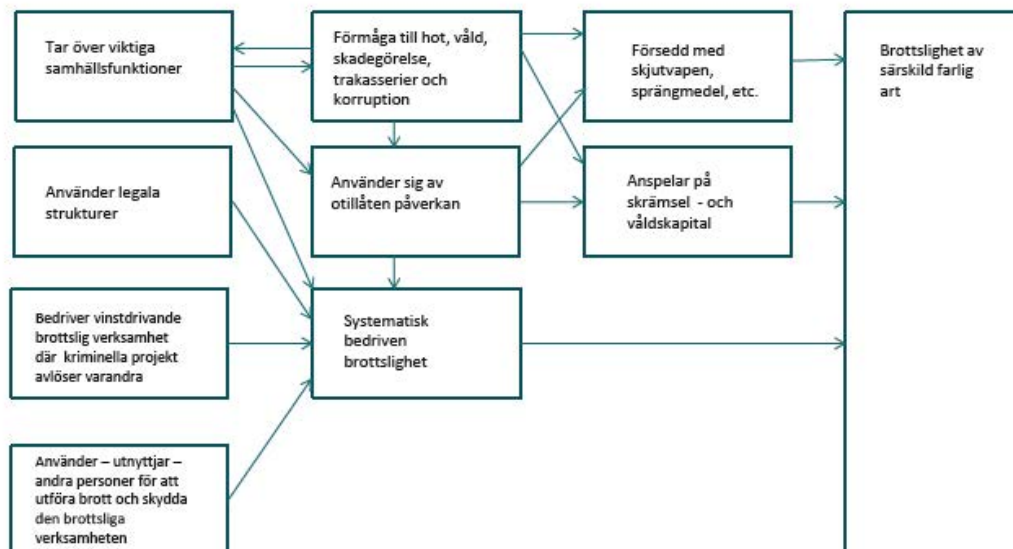 Tar över viktiga
samhällsfunktioner
Förmåga till hot, våld,
skadegörelse,
trakasserier och
korruption
Försedd med
skjutvapen,
sprängmedel, etc.
Brottslighet av
särskild farlig
art
Använder legala
strukturer
Använder sig av
otillåten påverkan
Anspelar på
skrämsel - och
våldskapital
Bedriver vinstdrivande
brottslig verksamhet
där kriminella projekt
avlöser varandra
Systematisk
bedriven
brottslighet
Använder – utnyttjar –
andra personer för att
utföra brott och skydda
den brottsliga
verksamheten